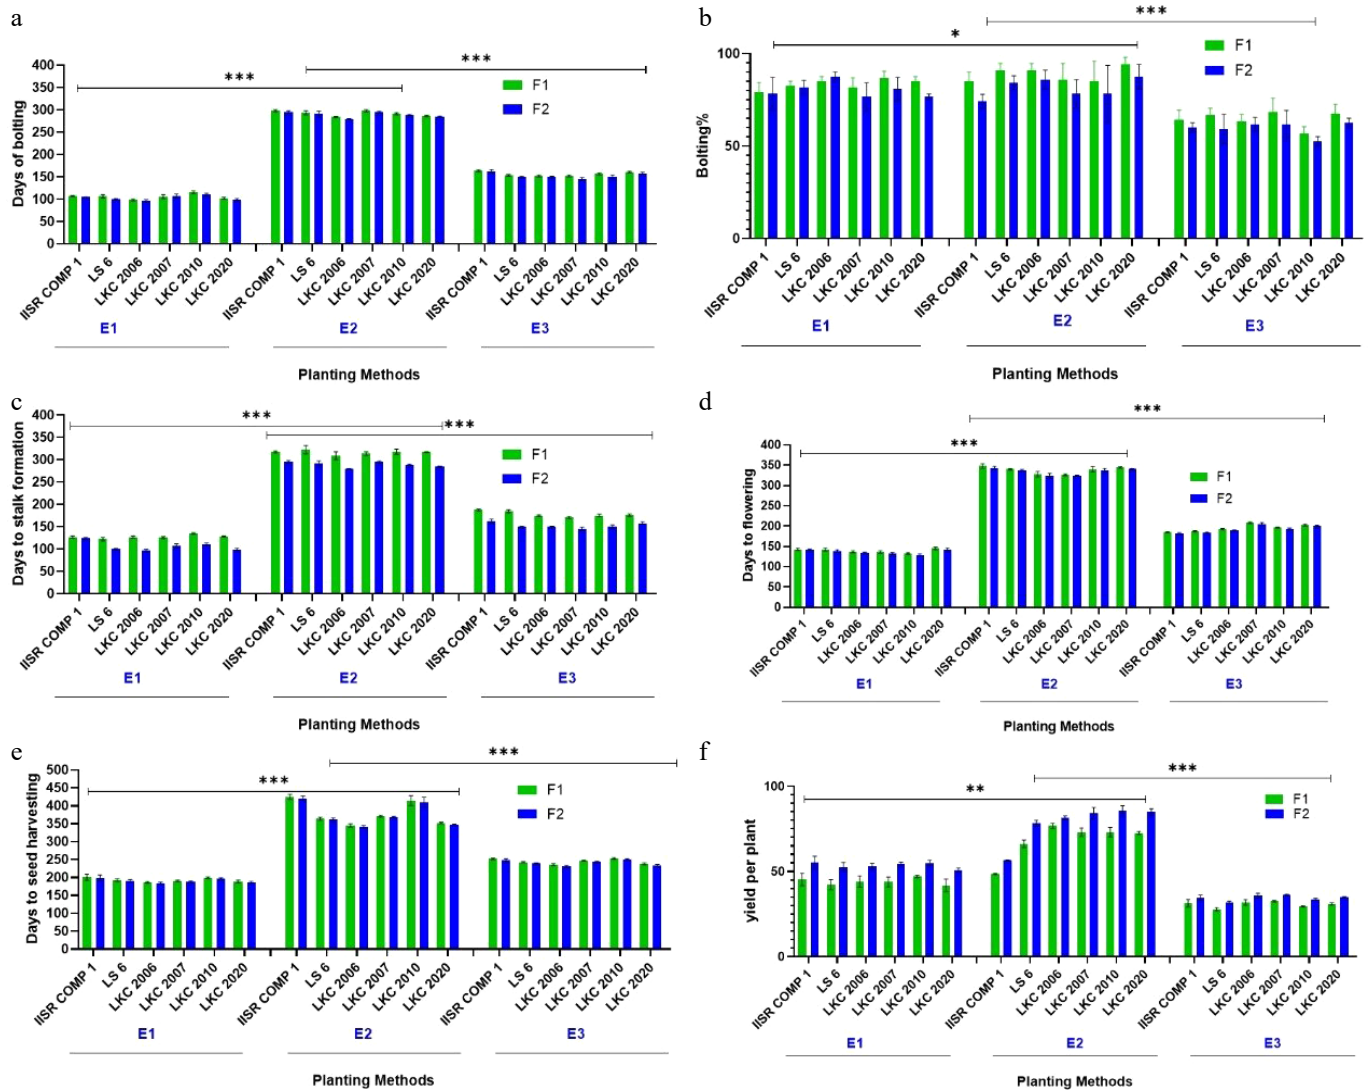 a
***
***
400
350
300
250
200
150
100
50
0
Days of bolting
F1
F2
IISR COMP 1
LS 6
LKC 2006
LKC 2007
LKC 2010
LKC 2020
IISR COMP 1
LS 6
LKC 2006
LKC 2007
LKC 2010
LKC 2020
IISR COMP 1
LS 6
LKC 2006
LKC 2007
LKC 2010
LKC 2020
E1
E2
E3
Planting Methods
b
***
*
100
50
0
Bolting%
F1
F2
IISR COMP 1
LS 6
LKC 2006
LKC 2007
LKC 2010
LKC 2020
IISR COMP 1
LS 6
LKC 2006
LKC 2007
LKC 2010
LKC 2020
IISR COMP 1
LS 6
LKC 2006
LKC 2007
LKC 2010
LKC 2020
E1
E2
E3
Planting Methods
c
***
***
400
350
300
250
200
150
100
50
0
Days to stalk formation
F1
F2
IISR COMP 1
LS 6
LKC 2006
LKC 2007
LKC 2010
LKC 2020
IISR COMP 1
LS 6
LKC 2006
LKC 2007
LKC 2010
LKC 2020
IISR COMP 1
LS 6
LKC 2006
LKC 2007
LKC 2010
LKC 2020
E1
E2
E3
Planting Methods
d
***
***
400
350
300
250
200
150
100
50
0
Days to flowering
F1
F2
IISR COMP 1
LS 6
LKC 2006
LKC 2007
LKC 2010
LKC 2020
IISR COMP 1
LS 6
LKC 2006
LKC 2007
LKC 2010
LKC 2020
IISR COMP 1
LS 6
LKC 2006
LKC 2007
LKC 2010
LKC 2020
E1
E2
E3
Planting Methods
e
***
***
500
450
400
350
300
250
200
150
100
50
0
Days to seed harvesting
F1
F2
IISR COMP 1
LS 6
LKC 2006
LKC 2007
LKC 2010
LKC 2020
IISR COMP 1
LS 6
LKC 2006
LKC 2007
LKC 2010
LKC 2020
IISR COMP 1
LS 6
LKC 2006
LKC 2007
LKC 2010
LKC 2020
E1
E2
E3
Planting Methods
f
***
**
100
50
0
yield per plant
F1
F2
IISR COMP 1
LS 6
LKC 2006
LKC 2007
LKC 2010
LKC 2020
IISR COMP 1
LS 6
LKC 2006
LKC 2007
LKC 2010
LKC 2020
IISR COMP 1
LS 6
LKC 2006
LKC 2007
LKC 2010
LKC 2020
E1
E2
E3
Planting Methods